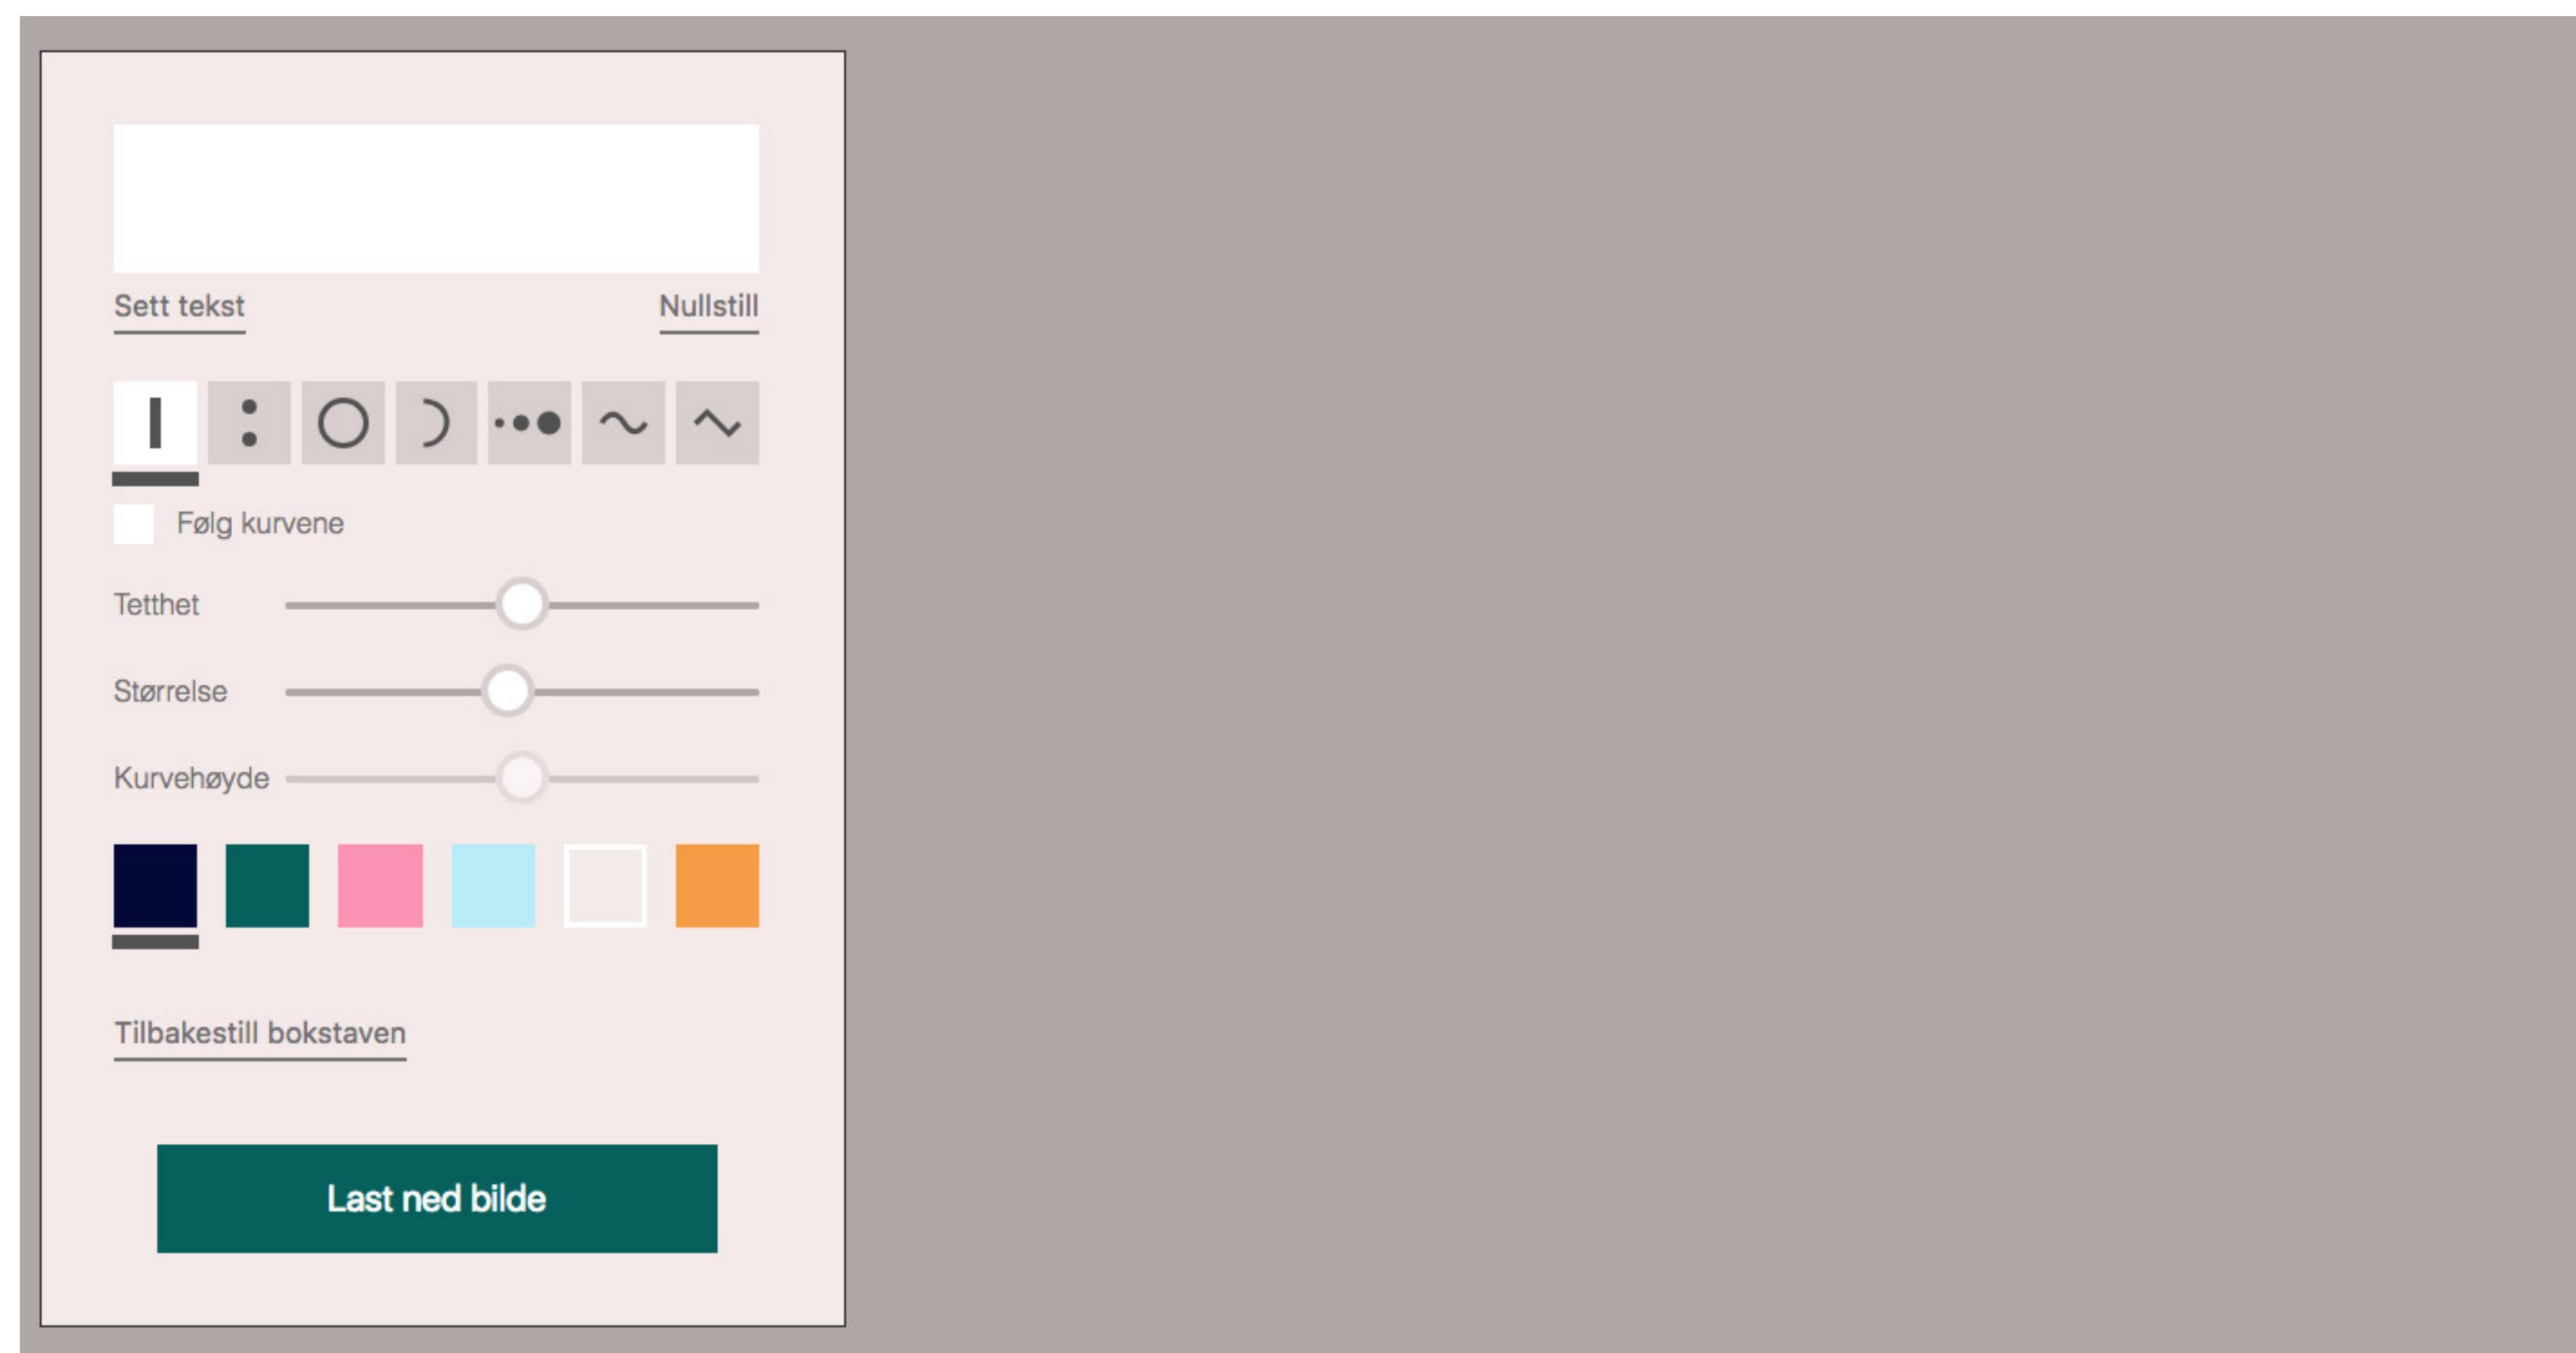 Sett tekst Nullstill
Følg kurvene
Tetthet
Størrelse
Kurvehøyde
Tilbakestill bokstaven
Last ned bilde